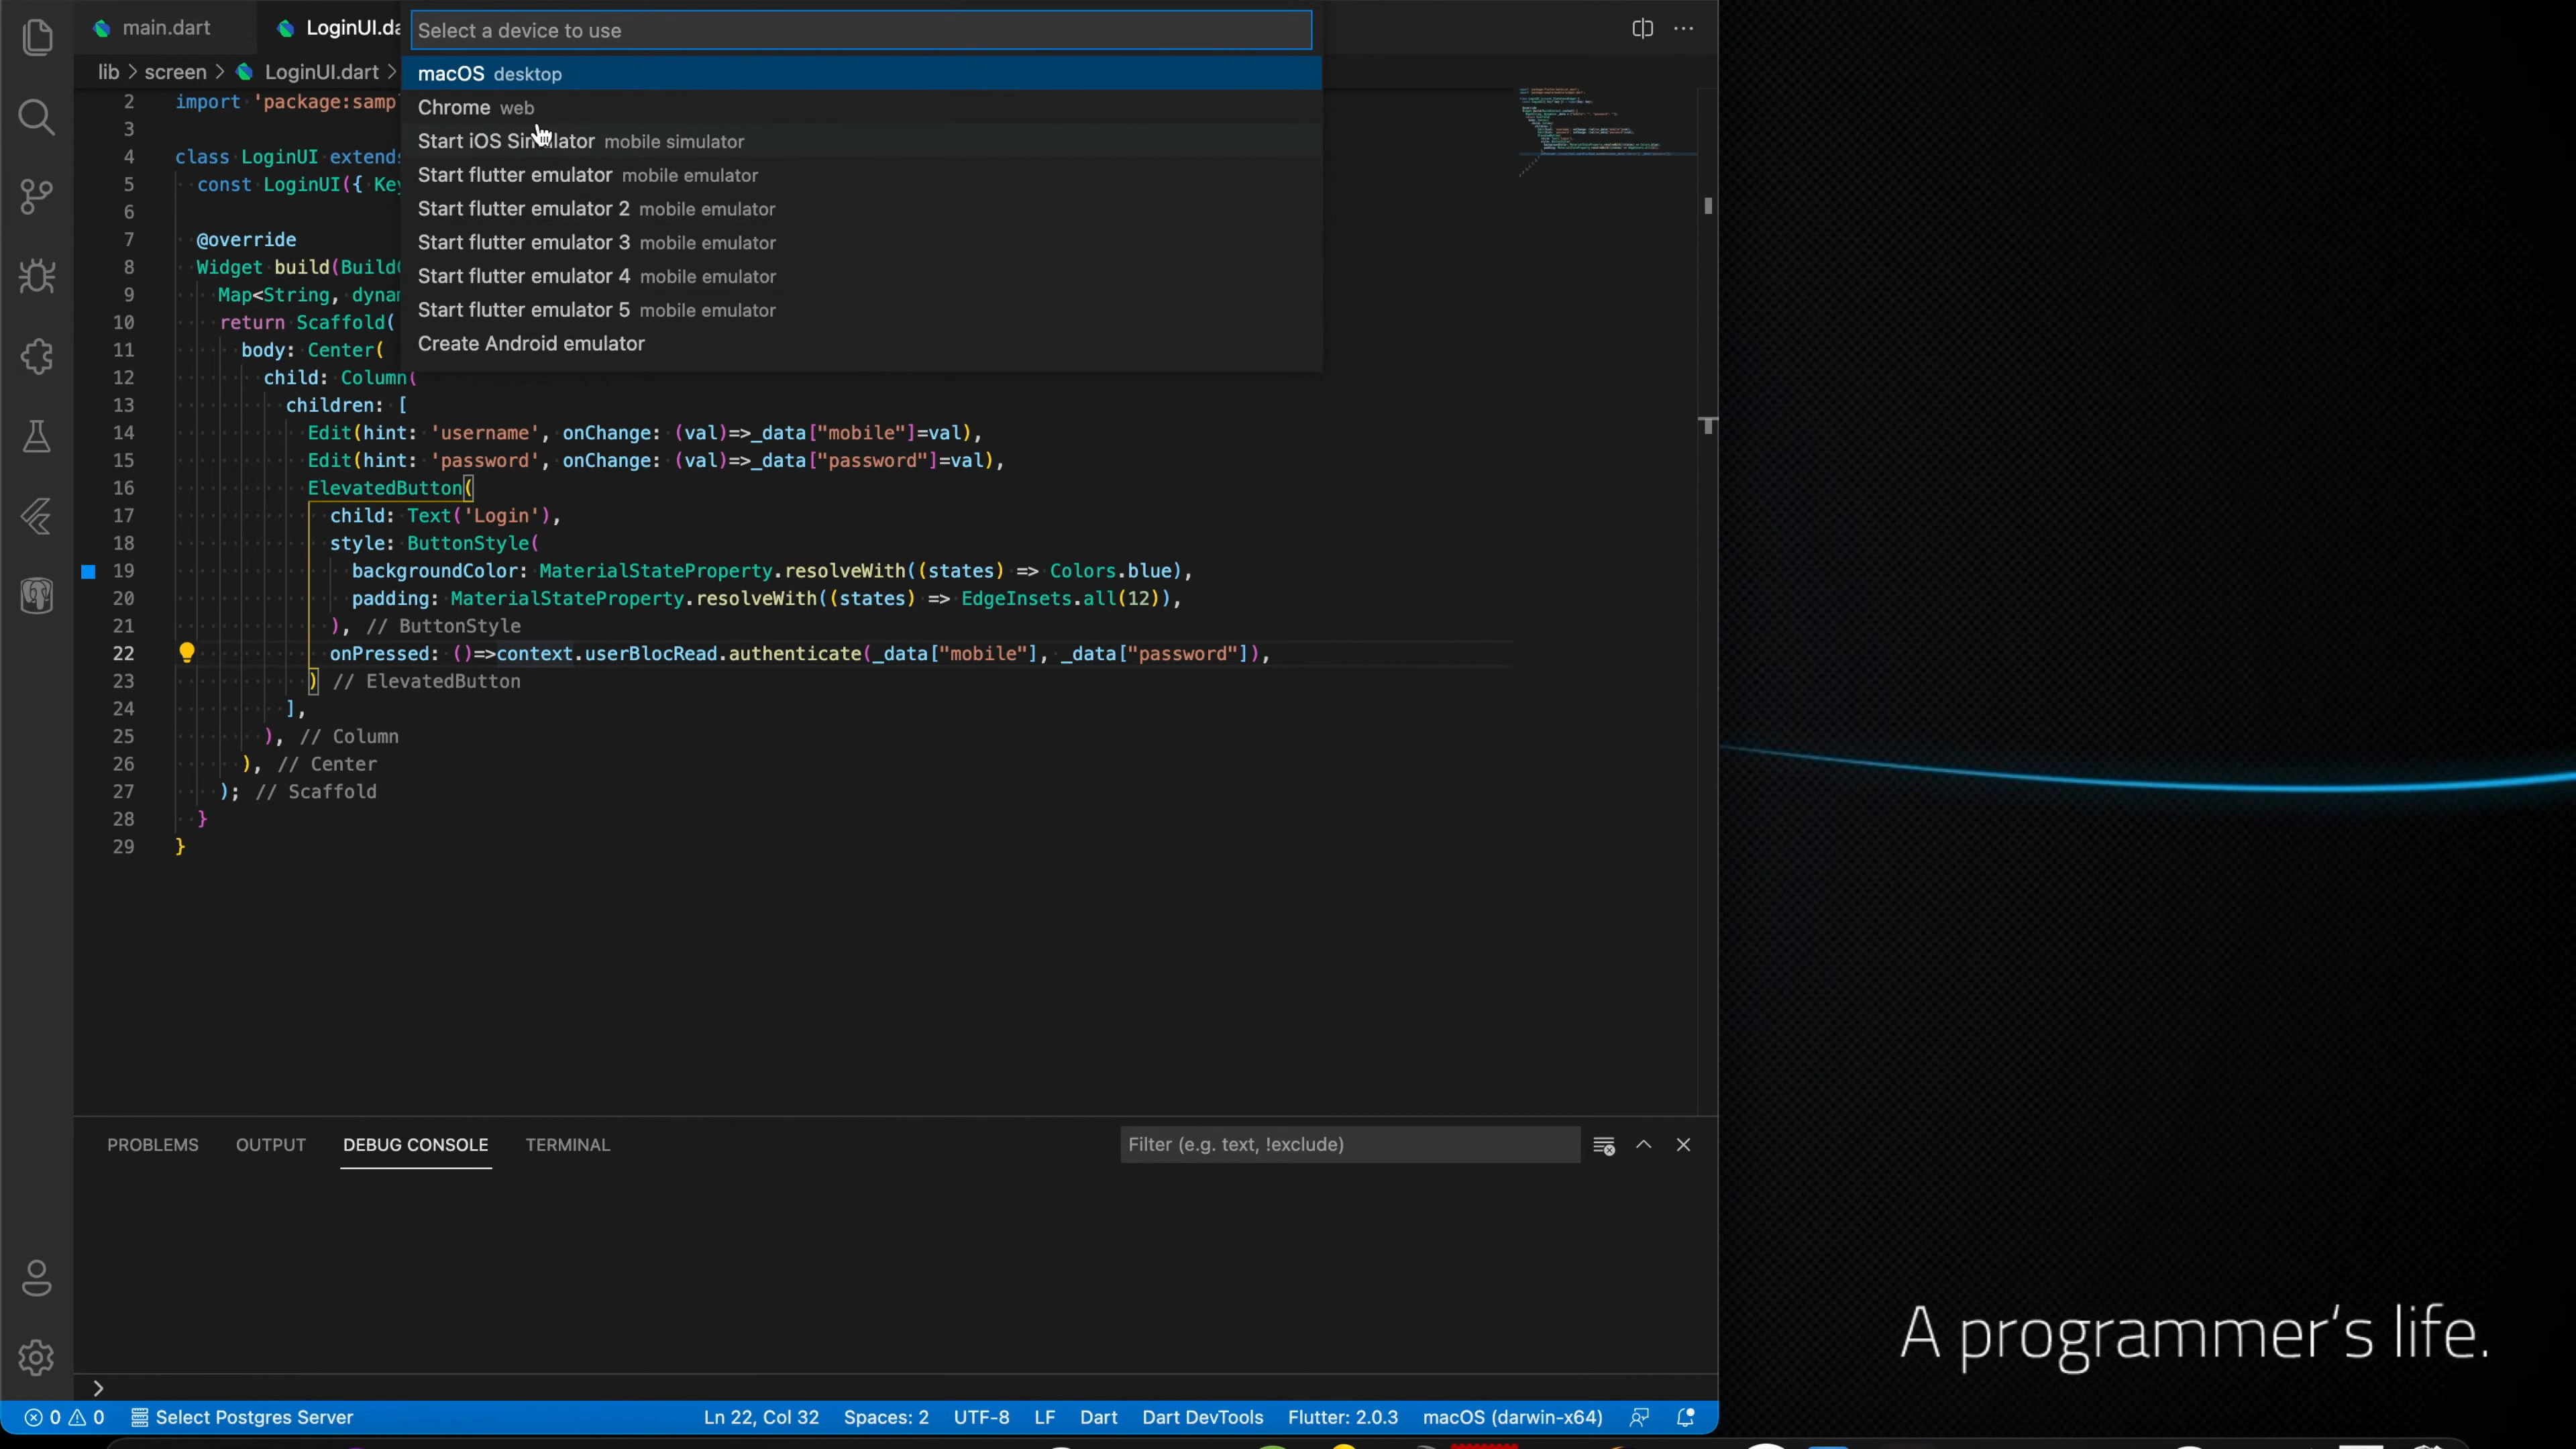 main.dart
LoginUI.da
Select a device to use
lib > screen > LoginUI.dart >
macOS desktop
Chrome web
Start iOS Simulator mobile simulator
Start flutter emulator mobile emulator
Start flutter emulator 2 mobile emulator
Start flutter emulator 3 mobile emulator
Start flutter emulator 4 mobile emulator
Start flutter emulator 5 mobile emulator
Create Android emulator
2 import 'package:samp
3
4 class LoginUI extends
5 const LoginUI({ Key
6
7 @override
8 Widget build(Build
9 Map<String, dynam
10 return Scaffold(
11 body: Center(
12 child: Column(
13 children: [
14 Edit(hint: 'username', onChange: (val)=>_data["mobile"]=val),
15 Edit(hint: 'password', onChange: (val)=>_data["password"]=val),
16 ElevatedButton(
17 child: Text('Login'),
18 style: ButtonStyle(
19 backgroundColor: MaterialStateProperty.resolveWith((states) => Colors.blue),
20 padding: MaterialStateProperty.resolveWith((states) => EdgeInsets.all(12)),
21 ), // ButtonStyle
22 onPressed: ()=>context.userBlocRead.authenticate(_data["mobile"], _data["password"]),
23 ) // ElevatedButton
24 ],
25 ), // Column
26 ), // Center
27 ); // Scaffold
28 }
29 }
PROBLEMS OUTPUT DEBUG CONSOLE TERMINAL Filter (e.g. text, !exclude)
>
0 0 Select Postgres Server Ln 22, Col 32 Spaces: 2 UTF-8 LF Dart Dart DevTools Flutter: 2.0.3 macOS (darwin-x64)
A programmer's life.